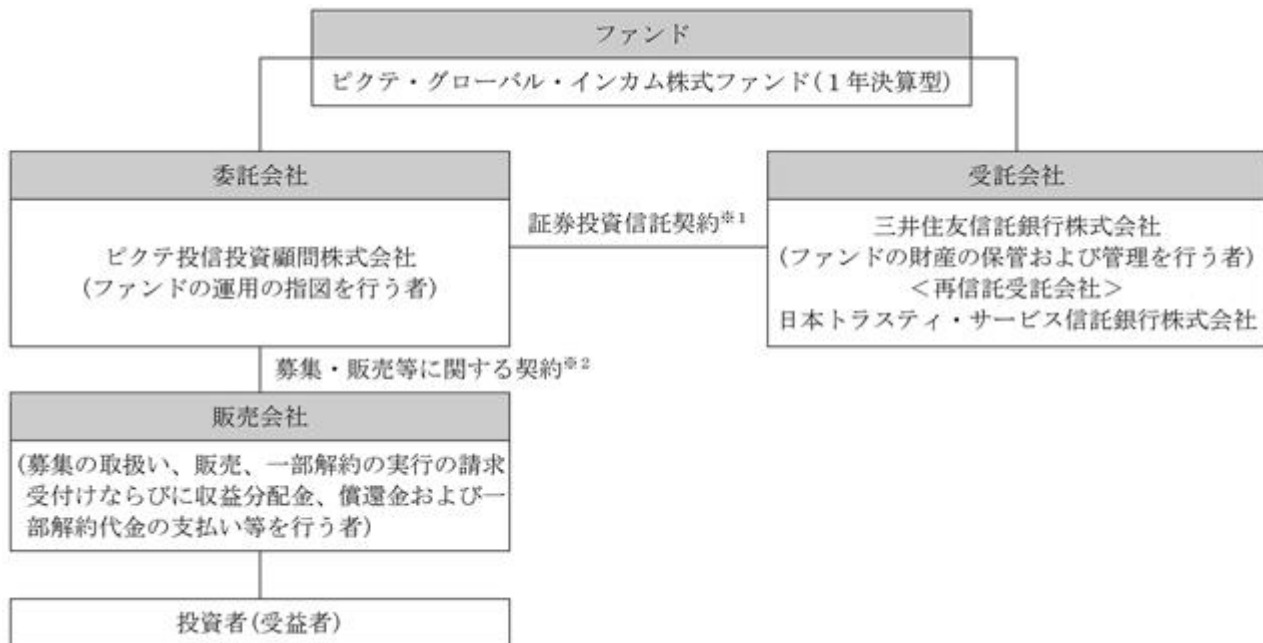 ファンド
ピクテ・グローバル・インカム株式ファンド(1年決算型)
委託会社
ピクテ投信投資顧問株式会社
(ファンドの運用の指図を行う者)
証券投資信託契約※1
受託会社
三井住友信託銀行株式会社
(ファンドの財産の保管および管理を行う者)
<再信託受託会社>
日本トラスティ・サービス信託銀行株式会社
募集・販売等に関する契約※2
販売会社
(募集の取扱い、販売、一部解約の実行の請求
受付けならびに収益分配金、償還金および一
部解約代金の支払い等を行う者)
投資者(受益者)